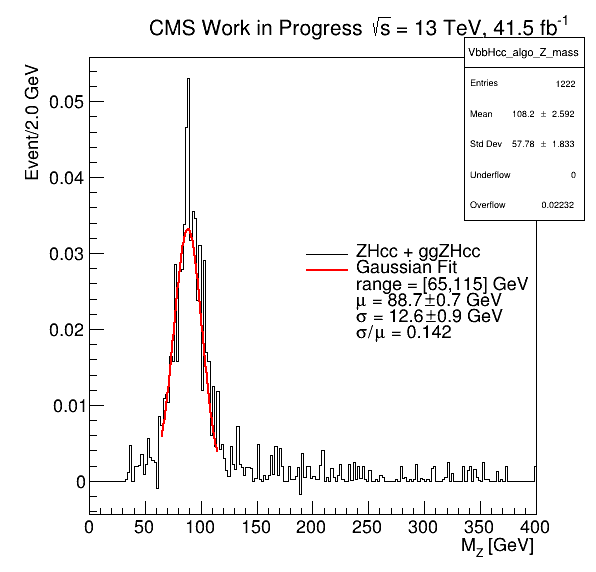 CMS Work in Progress √s = 13 TeV, 41.5 fb⁻¹
VbbHcc_algo_Z_mass
Entries 1222
Mean 108.2 ± 2.592
Std Dev 57.78 ± 1.833
Underflow 0
Overflow 0.02232
Event/2.0 GeV
0.05
0.04
0.03
0.02
0.01
0
ZHcc + ggZHcc
Gaussian Fit
range = [65,115] GeV
μ = 88.7±0.7 GeV
σ = 12.6±0.9 GeV
σ/μ = 0.142
0 50 100 150 200 250 300 350 400
M_Z [GeV]